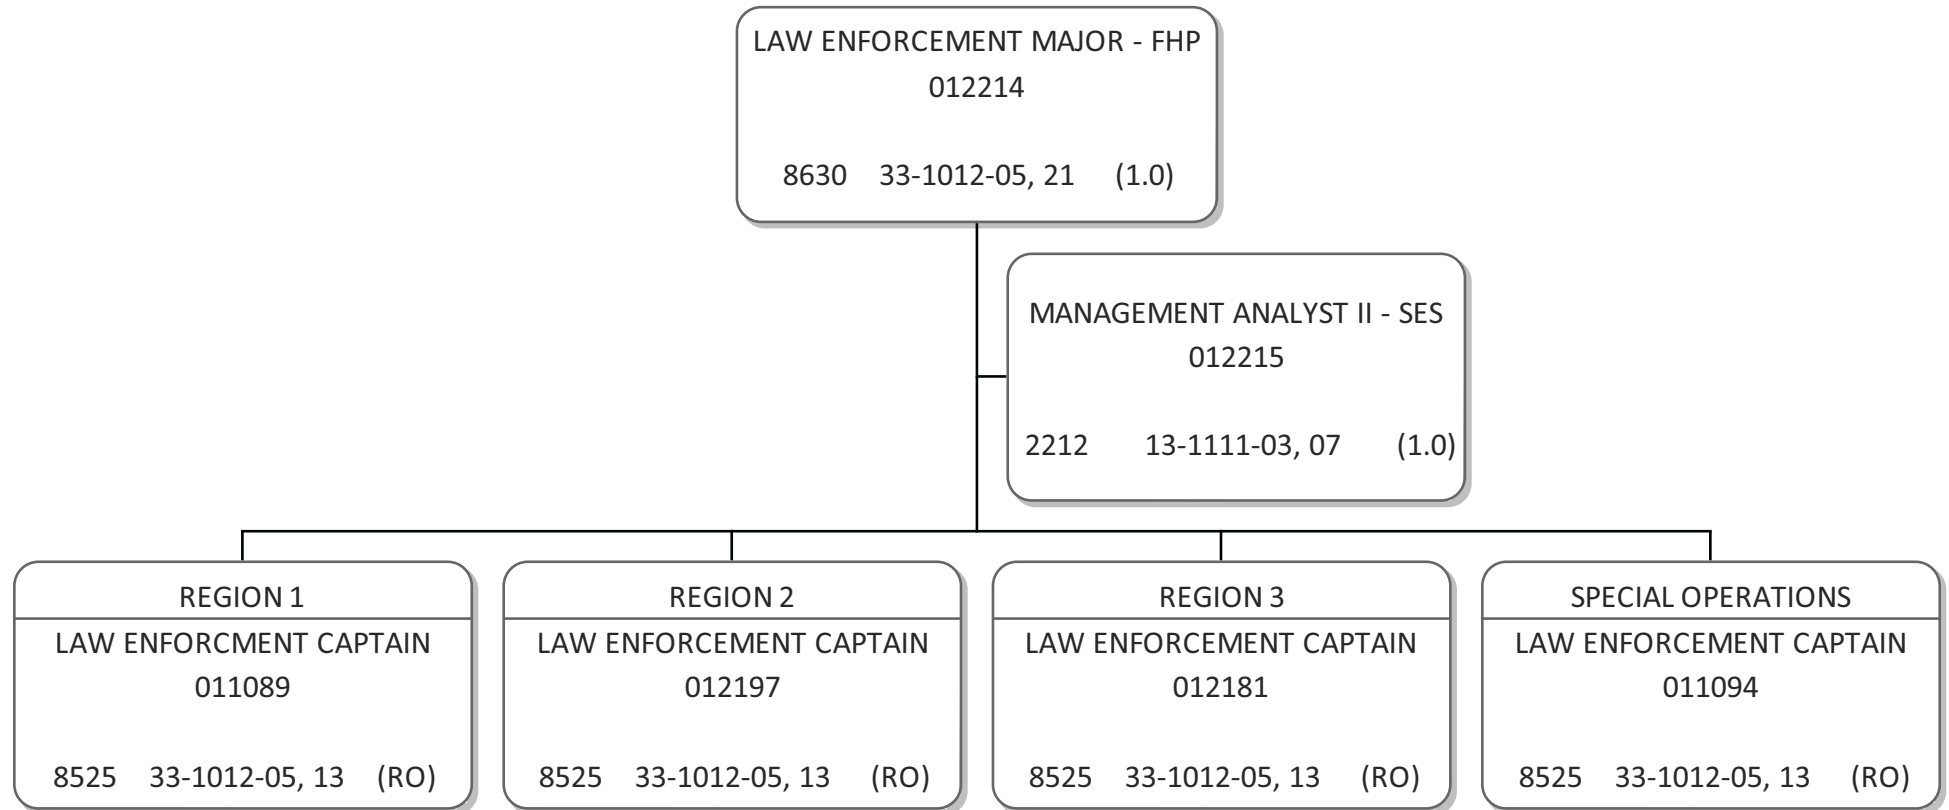 LAW ENFORCEMENT MAJOR - FHP
012214
8630 33-1012-05, 21 (1.0)
MANAGEMENT ANALYST II - SES
012215
2212 13-1111-03, 07 (1.0)
REGION 1
LAW ENFORCMENT CAPTAIN
011089
8525 33-1012-05, 13 (RO)
REGION 2
LAW ENFORCEMENT CAPTAIN
012197
8525 33-1012-05, 13 (RO)
REGION 3
LAW ENFORCEMENT CAPTAIN
012181
8525 33-1012-05, 13 (RO)
SPECIAL OPERATIONS
LAW ENFORCEMENT CAPTAIN
011094
8525 33-1012-05, 13 (RO)